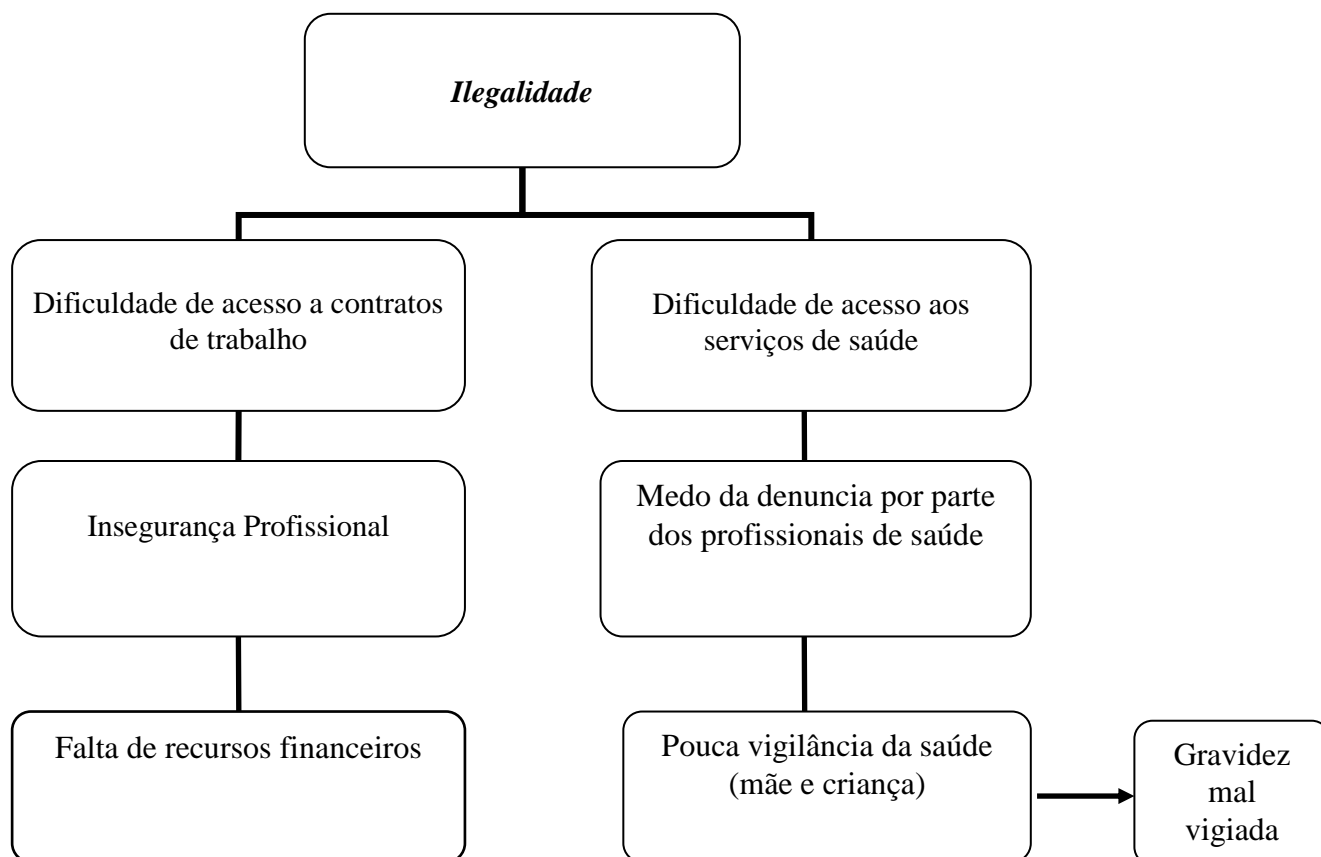 Ilegalidade
Dificuldade de acesso a contratos
de trabalho
Dificuldade de acesso aos
serviços de saúde
Insegurança Profissional
Medo da denuncia por parte
dos profissionais de saúde
Falta de recursos financeiros
Pouca vigilância da saúde
(mãe e criança)
Gravidez
mal
vigiada